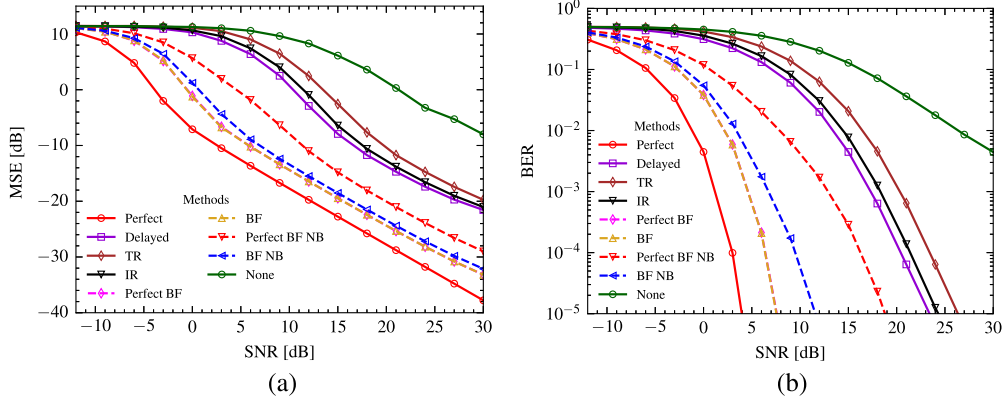 10
0
−10
−20
−30
−40
MSE [dB]
−10
−5
0
5
10
15
20
25
30
SNR [dB]
Methods
Perfect
Delayed
TR
IR
Perfect BF
BF
Perfect BF NB
BF NB
None
(a)
10⁰
10⁻¹
10⁻²
10⁻³
10⁻⁴
10⁻⁵
BER
−10
−5
0
5
10
15
20
25
30
SNR [dB]
Methods
Perfect
Delayed
TR
IR
Perfect BF
BF
Perfect BF NB
BF NB
None
(b)